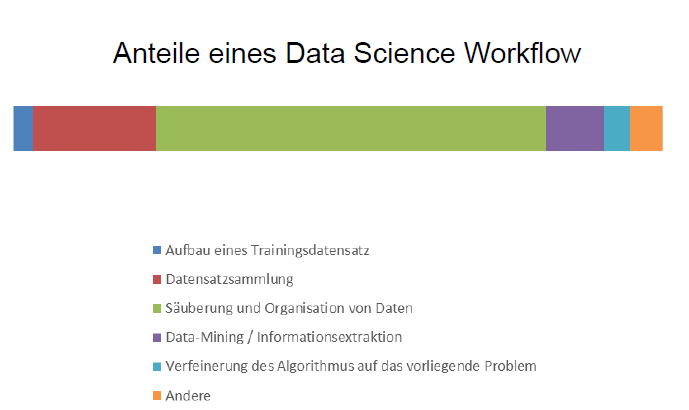 Anteile eines Data Science Workflow
Aufbau eines Trainingsdatensatz
Datensatzsammlung
Säuberung und Organisation von Daten
Data-Mining / Informationsextraktion
Verfeinerung des Algorithmus auf das vorliegende Problem
Andere